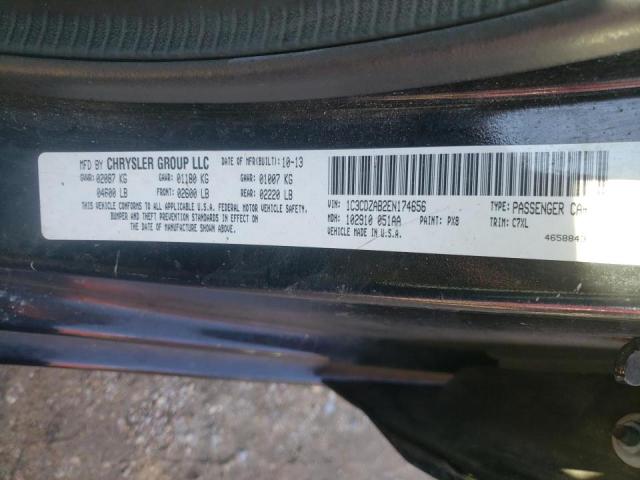 MFD BY CHRYSLER GROUP LLC DATE OF MFR(BUILT): 10-13
GVWR: 02087 KG GAWR: 01180 KG GAWR: 01007 KG
04600 LB FRONT: 02600 LB REAR: 02220 LB
THIS VEHICLE CONFORMS TO ALL APPLICABLE
U.S.A. FEDERAL MOTOR VEHICLE SAFETY,
BUMPER, AND THEFT PREVENTION STANDARDS IN EFFECT ON
THE DATE OF MANUFACTURE SHOWN ABOVE.
VIN: 1C3CDZAB2EN174656 TYPE: PASSENGER CAR
MDH: 102910 051AA PAINT: PX8 TRIM: C7XL
VEHICLE MADE IN U.S.A.
465884